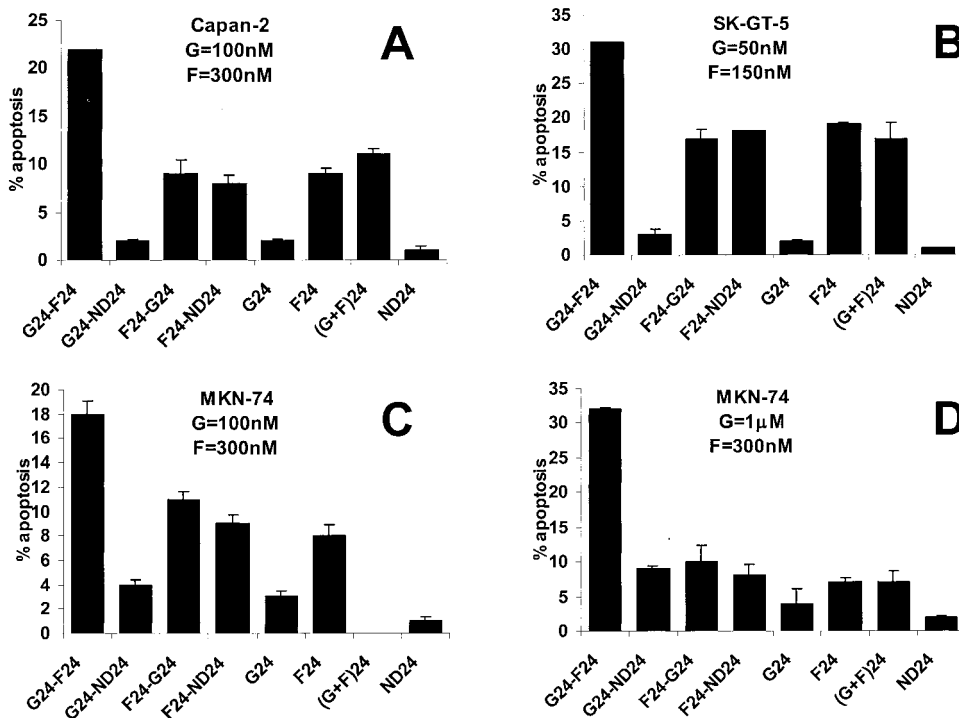 Capan-2
G=100nM
F=300nM
A
% apoptosis
25
20
15
10
5
0
G24-F24
G24-ND24
F24-G24
F24-ND24
G24
F24
(G+F)24
ND24
SK-GT-5
G=50nM
F=150nM
B
% apoptosis
35
30
25
20
15
10
5
0
G24-F24
G24-ND24
F24-G24
F24-ND24
G24
F24
(G+F)24
ND24
MKN-74
G=100nM
F=300nM
C
% apoptosis
20
18
16
14
12
10
8
6
4
2
0
G24-F24
G24-ND24
F24-G24
F24-ND24
G24
F24
(G+F)24
ND24
MKN-74
G=1μM
F=300nM
D
% apoptosis
35
30
25
20
15
10
5
0
G24-F24
G24-ND24
F24-G24
F24-ND24
G24
F24
(G+F)24
ND24